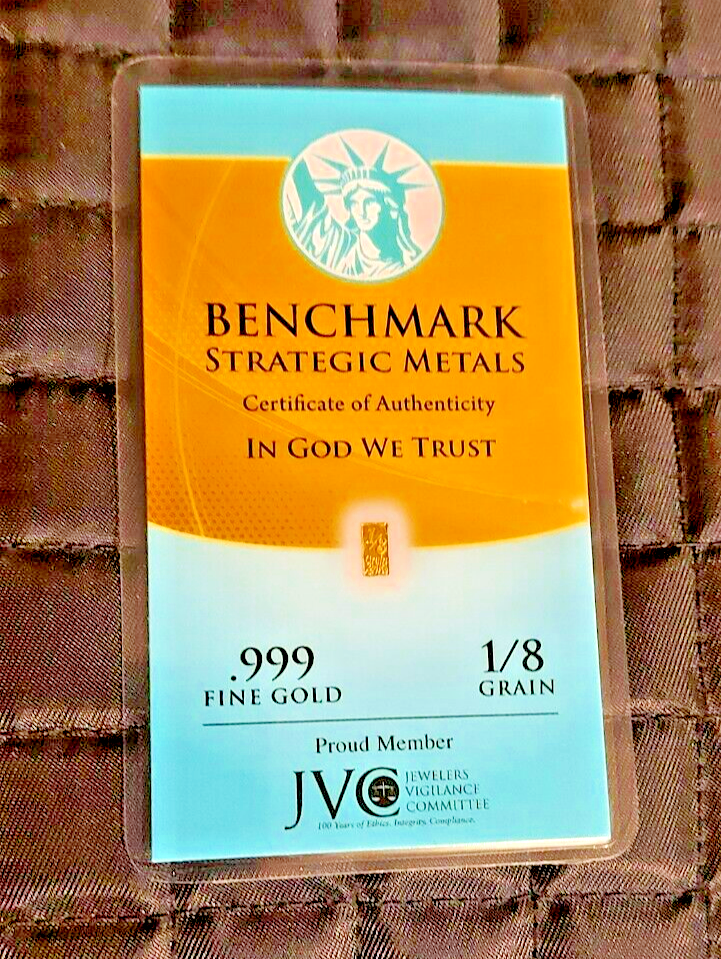 BENCHMARK
STRATEGIC METALS
Certificate of Authenticity
IN GOD WE TRUST
.999
FINE GOLD
1/8
GRAIN
Proud Member
JVC
JEWELERS
VIGILANCE
COMMITTEE
100 Years of Ethics. Integrity. Compliance.